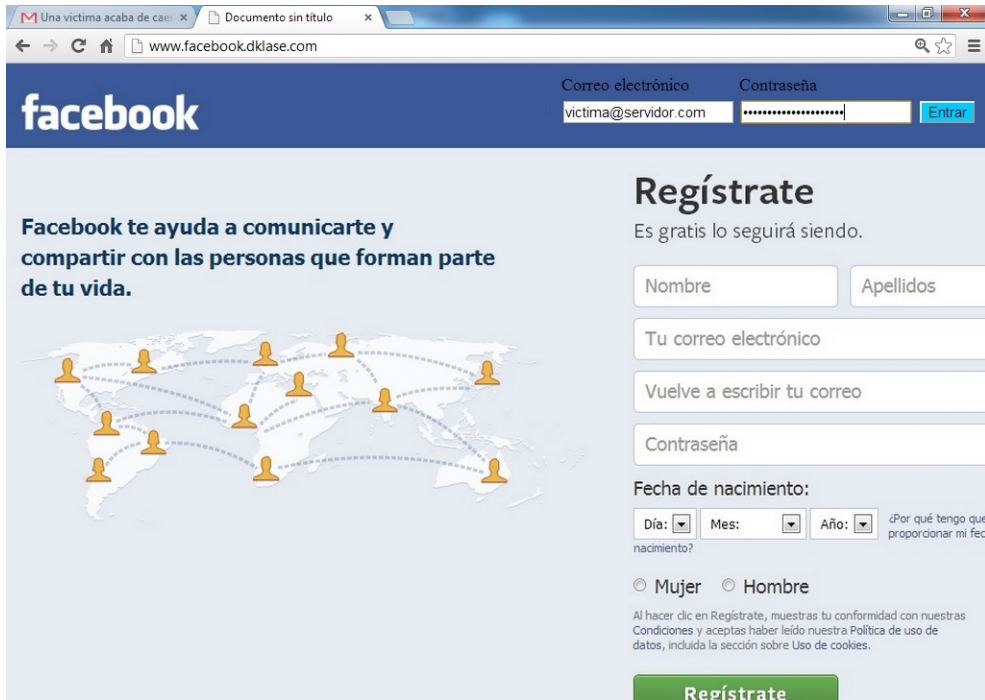 Una victima acaba de caer
Documento sin título
www.facebook.dklase.com
Correo electrónico
Contraseña
facebook
victima@servidor.com
Entrar
Facebook te ayuda a comunicarte y
compartir con las personas que forman parte
de tu vida.
Regístrate
Es gratis lo seguirá siendo.
Nombre
Apellidos
Tu correo electrónico
Vuelve a escribir tu correo
Contraseña
Fecha de nacimiento:
Día:
Mes:
Año:
¿Por qué tengo que
proporcionar mi fec
nacimiento?
Mujer
Hombre
Al hacer clic en Regístrate, muestras tu conformidad con nuestras
Condiciones y aceptas haber leído nuestra Política de uso de
datos, incluida la sección sobre Uso de cookies.
Regístrate